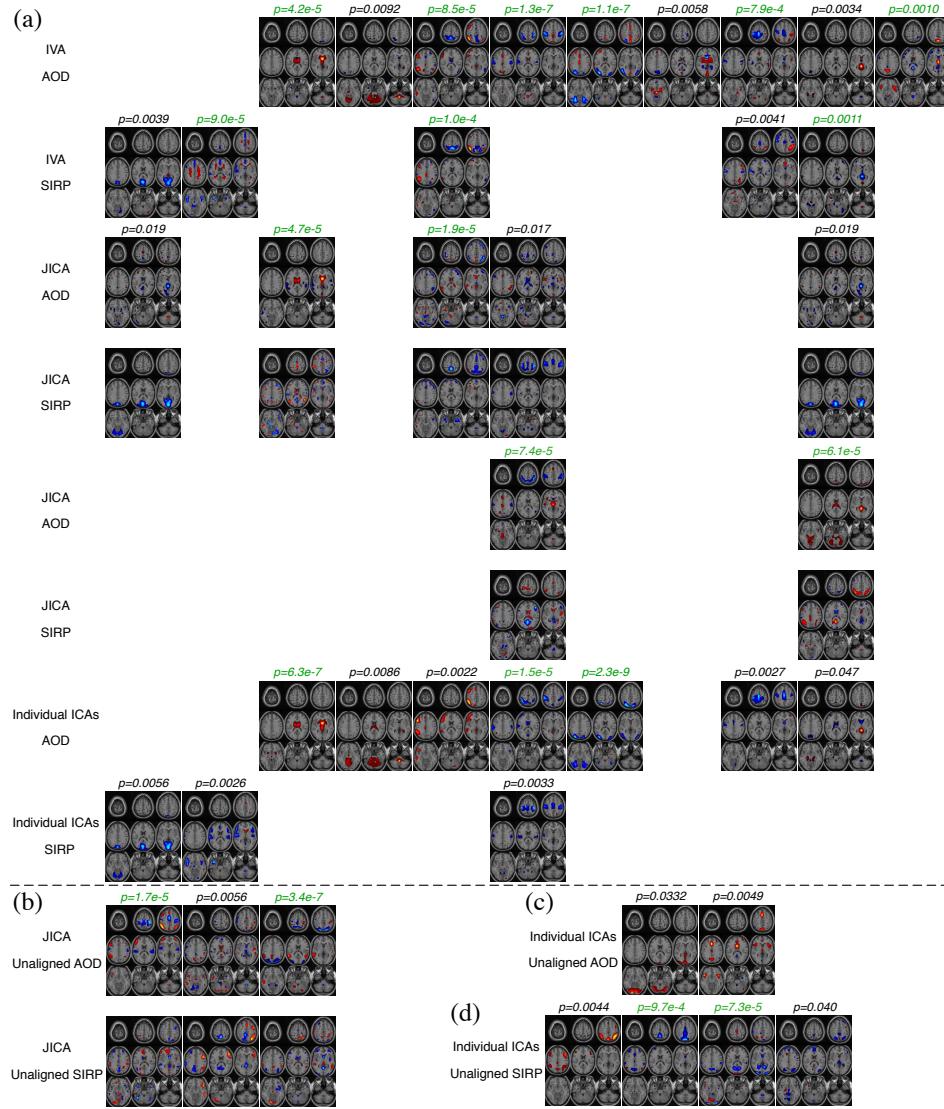 (a)
p=4.2e-5 p=0.0092 p=8.5e-5 p=1.3e-7 p=1.1e-7 p=0.0058 p=7.9e-4 p=0.0034 p=0.0010
IVA
AOD
p=0.0039 p=9.0e-5 p=1.0e-4 p=0.0041 p=0.0011
IVA
SIRP
p=0.019 p=4.7e-5 p=1.9e-5 p=0.017 p=0.019
JICA
AOD
JICA
SIRP
p=7.4e-5 p=6.1e-5
JICA
AOD
JICA
SIRP
p=6.3e-7 p=0.0086 p=0.0022 p=1.5e-5 p=2.3e-9 p=0.0027 p=0.047
Individual ICAs
AOD
p=0.0056 p=0.0026 p=0.0033
Individual ICAs
SIRP
(b)
p=1.7e-5 p=0.0056 p=3.4e-7
JICA
Unaligned AOD
JICA
Unaligned SIRP
(c)
p=0.0332 p=0.0049
Individual ICAs
Unaligned AOD
(d)
p=0.0044 p=9.7e-4 p=7.3e-5 p=0.040
Individual ICAs
Unaligned SIRP